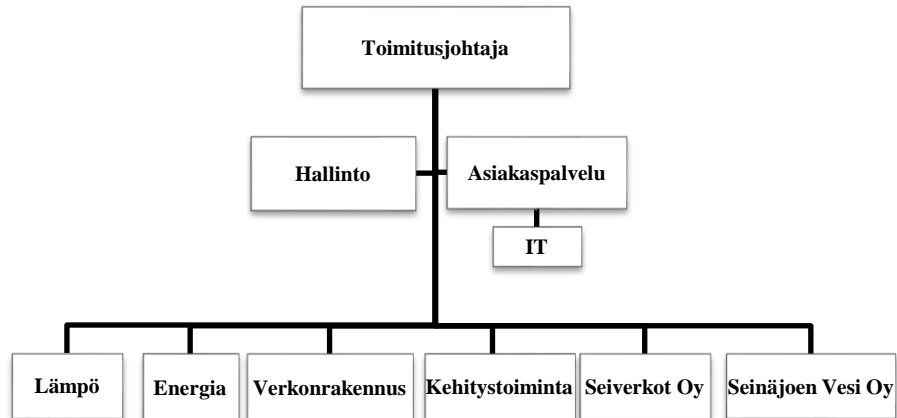 Toimitusjohtaja
Hallinto
Asiakaspalvelu
IT
Lämpö
Energia
Verkonrakennus
Kehitystoiminta
Seiverkot Oy
Seinäjoen Vesi Oy